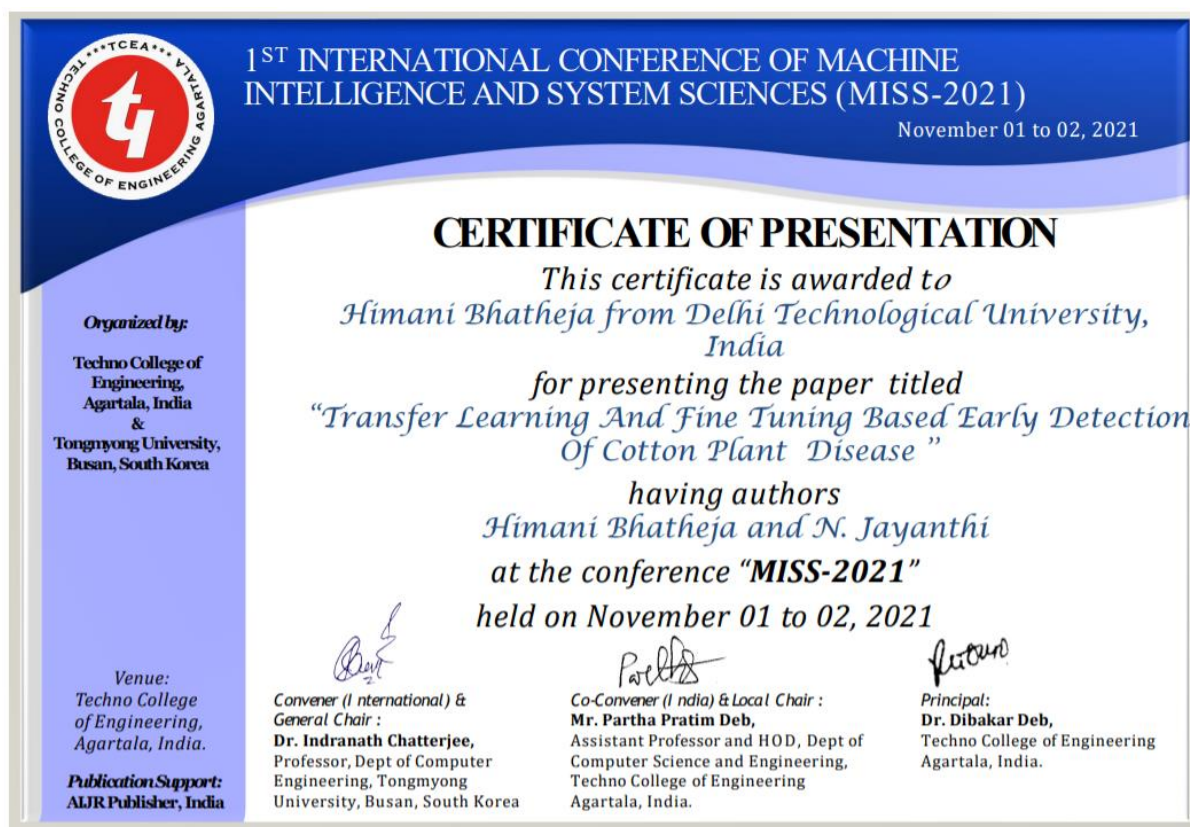 ***TCEA***
TECHNO COLLEGE OF ENGINEERING AGARTALA
1ST INTERNATIONAL CONFERENCE OF MACHINE
INTELLIGENCE AND SYSTEM SCIENCES (MISS-2021)
November 01 to 02, 2021
CERTIFICATE OF PRESENTATION
This certificate is awarded to
Himani Bhatheja from Delhi Technological University,
India
for presenting the paper titled
“Transfer Learning And Fine Tuning Based Early Detection
Of Cotton Plant Disease ”
having authors
Himani Bhatheja and N. Jayanthi
at the conference “MISS-2021”
held on November 01 to 02, 2021
Organized by:
Techno College of
Engineering,
Agartala, India
&
Tongmyong University,
Busan, South Korea
Venue:
Techno College
of Engineering,
Agartala, India.
Publication Support:
AIJR Publisher, India
Convener (I nternational) &
General Chair :
Dr. Indranath Chatterjee,
Professor, Dept of Computer
Engineering, Tongmyong
University, Busan, South Korea
Co-Convener (I ndia) & Local Chair :
Mr. Partha Pratim Deb,
Assistant Professor and HOD, Dept of
Computer Science and Engineering,
Techno College of Engineering
Agartala, India.
Principal:
Dr. Dibakar Deb,
Techno College of Engineering
Agartala, India.